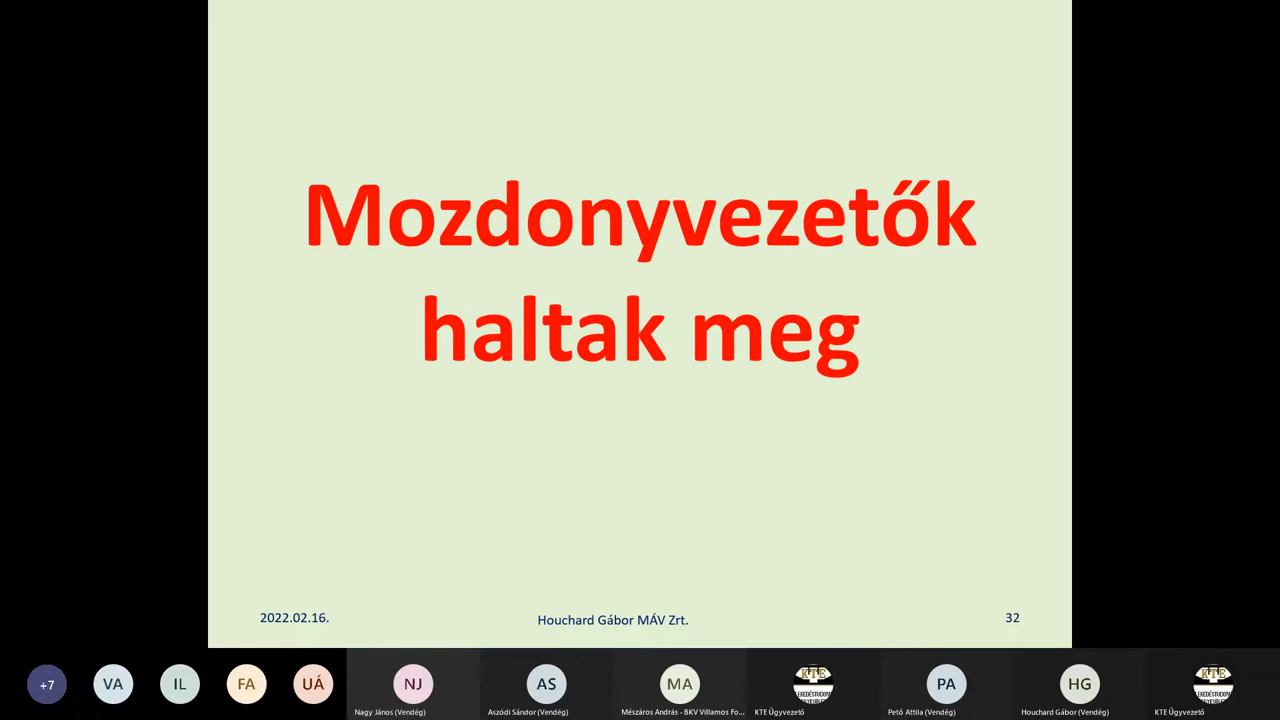 Mozdonyvezetők
haltak meg
2022.02.16.
Houchard Gábor MÁV Zrt.
32
+7
VA
IL
FA
UÁ
NJ
AS
MA
KTE
PA
HG
KTE
Nagy János (Vendég)
Aszódi Sándor (Vendég)
Mészáros András - BKV Villamos Fo...
KTE Ügyvezető
Pető Attila (Vendég)
Houchard Gábor (Vendég)
KTE Ügyvezető